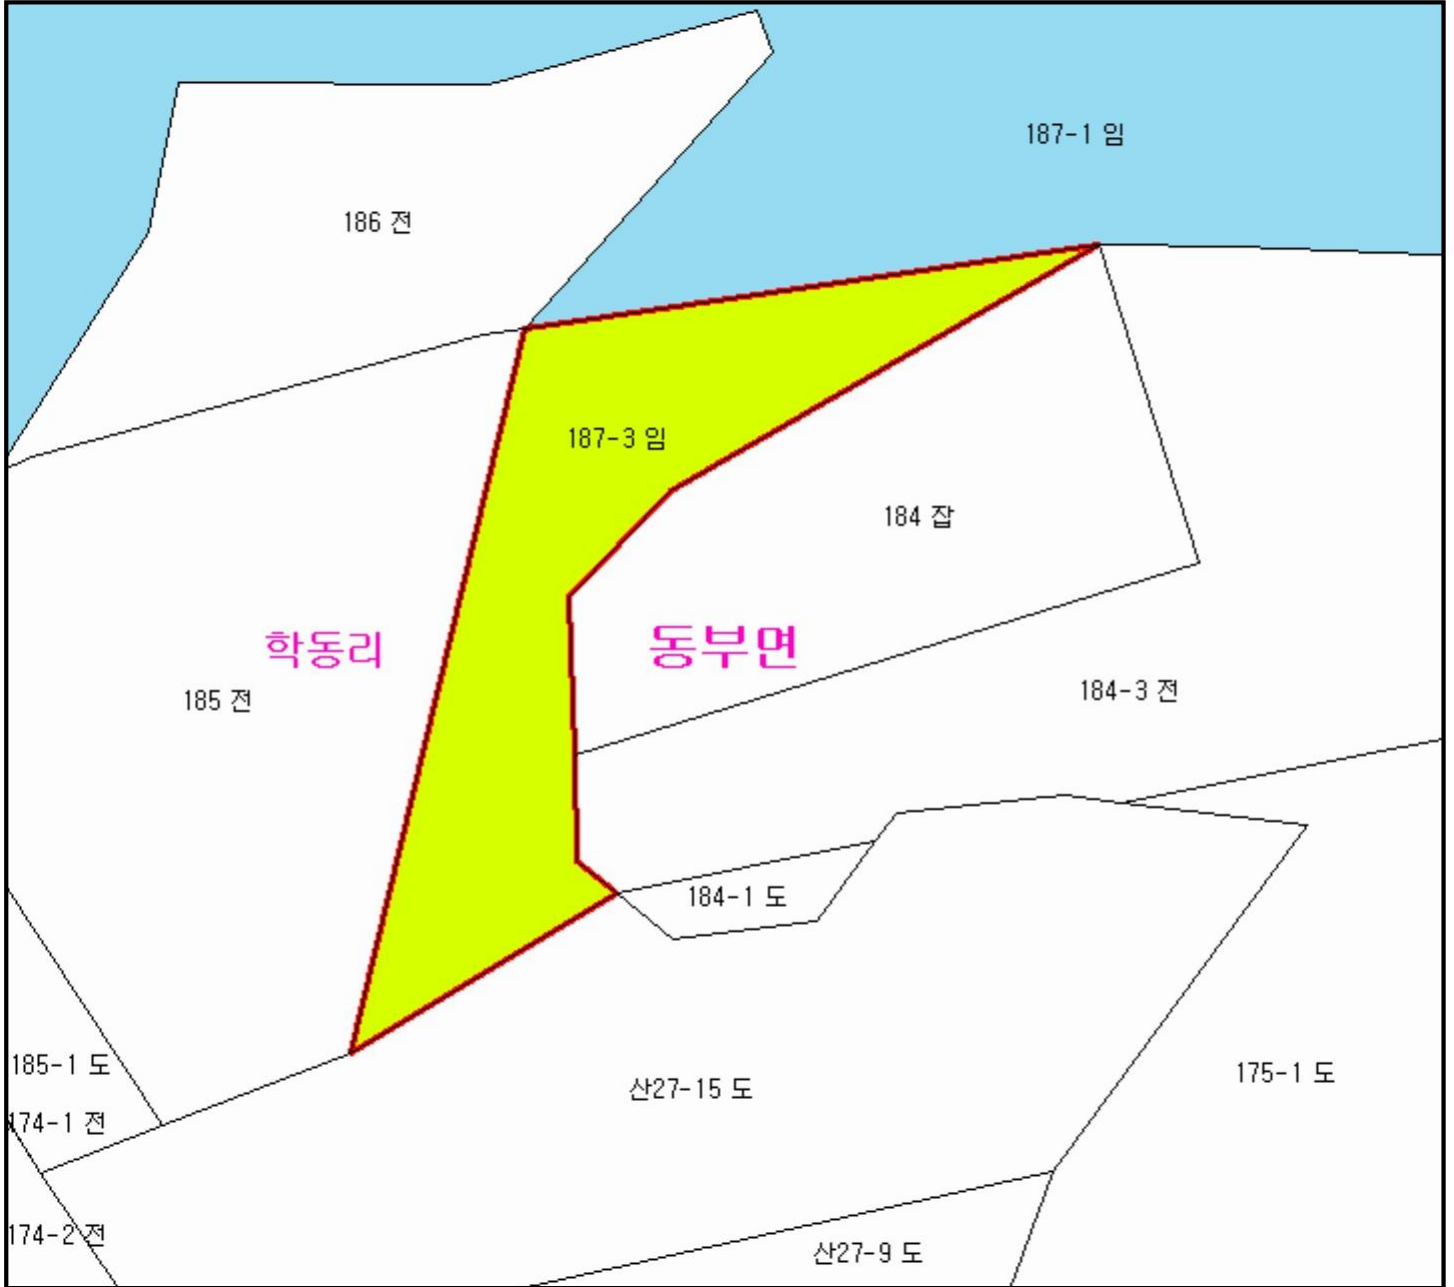 187-1 임
186 전
187-3 임
184 잡
학동리
동부면
185 전
184-3 전
184-1 도
185-1 도
산27-15 도
175-1 도
174-1 전
174-2 전
산27-9 도